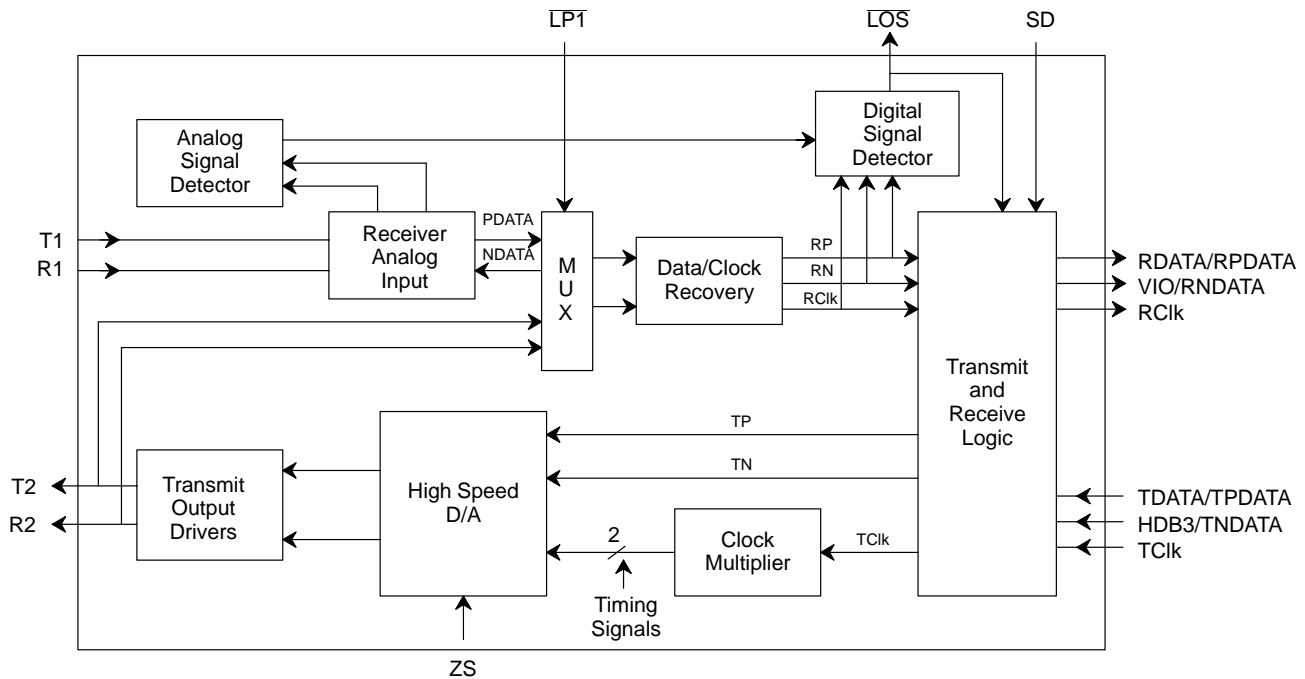 LP1
LOS
SD
Analog
Signal
Detector
Digital
Signal
Detector
T1
R1
Receiver
Analog
Input
PDATA
NDATA
M
U
X
Data/Clock
Recovery
RP
RN
RClk
RDATA/RPDATA
VIO/RNDATA
RClk
Transmit
and
Receive
Logic
TP
TN
T2
R2
Transmit
Output
Drivers
High Speed
D/A
2
Clock
Multiplier
TClk
TDATA/TPDATA
HDB3/TNDATA
TClk
Timing
Signals
ZS